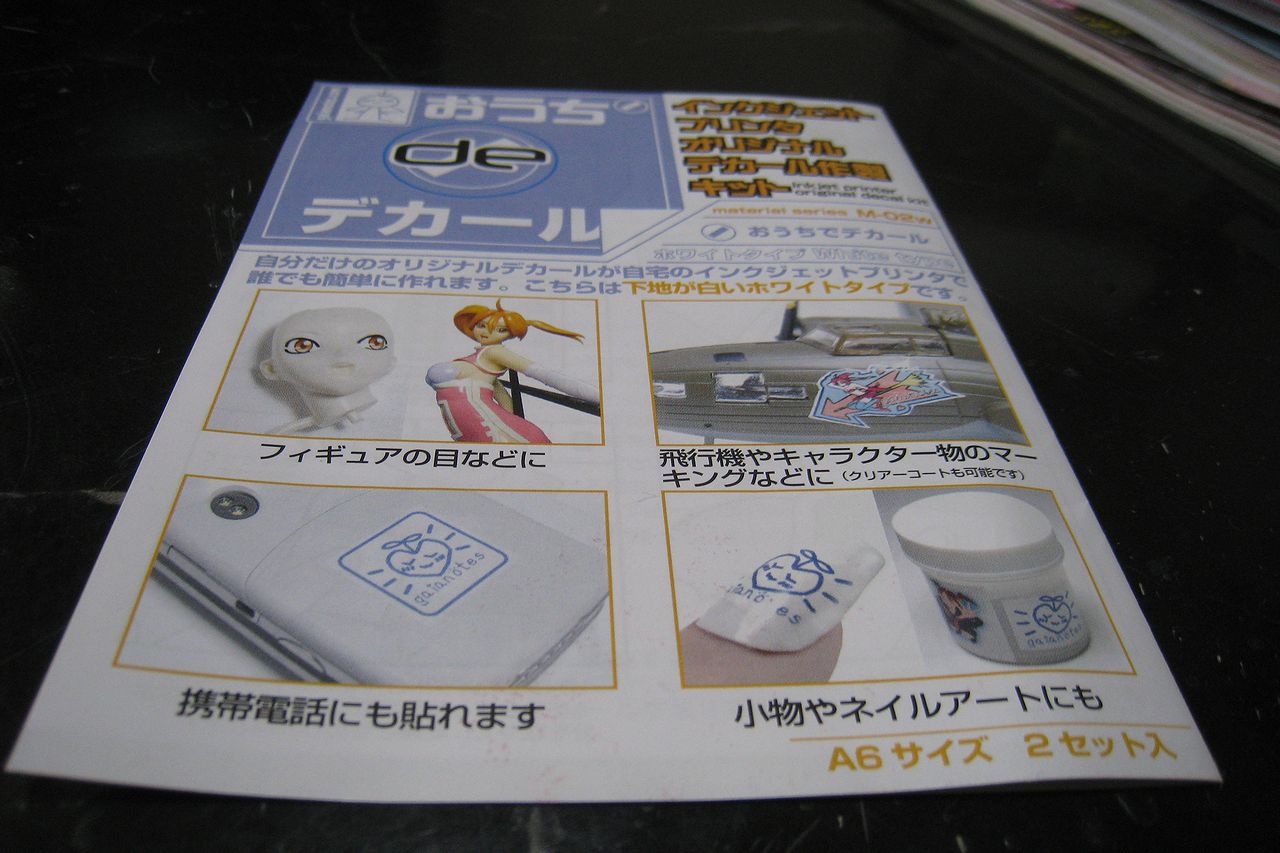 おうち
de
デカール
インクジェット
プリンタ
オリジナル
デカール作製
キット inkjet printer original decal kit
material series M-02w
おうちでデカール
ホワイトタイプ White type
自分だけのオリジナルデカールが自宅のインクジェットプリンタで
誰でも簡単に作れます。こちらは下地が白いホワイトタイプです。
フィギュアの目などに
飛行機やキャラクター物のマー
キングなどに（クリアーコートも可能です）
gaianotes
携帯電話にも貼れます
gaianotes
小物やネイルアートにも
A6サイズ 2セット入